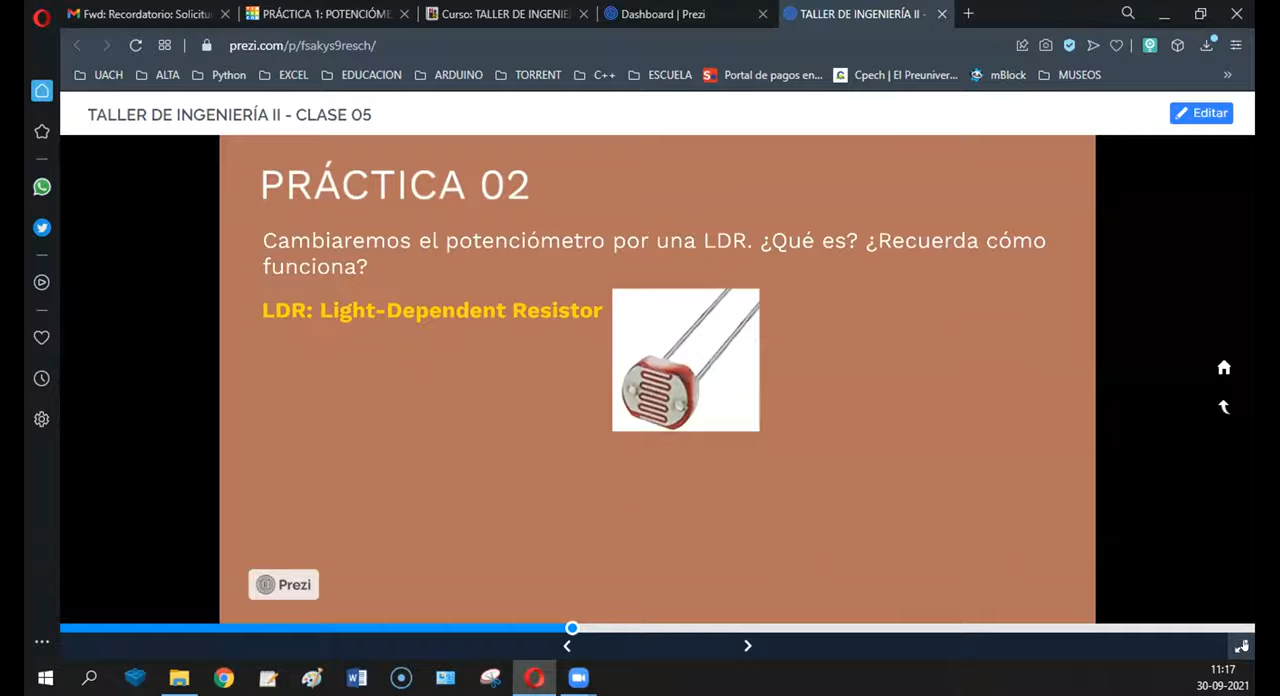 Fwd: Recordatorio: Solicitu
PRÁCTICA 1: POTENCIÓME
Curso: TALLER DE INGENIE
Dashboard | Prezi
TALLER DE INGENIERÍA II -
prezi.com/p/fsakys9resch/
UACH
ALTA
Python
EXCEL
EDUCACION
ARDUINO
TORRENT
C++
ESCUELA
Portal de pagos en...
Cpech | El Preuniver...
mBlock
MUSEOS
TALLER DE INGENIERÍA II - CLASE 05
Editar
PRÁCTICA 02
Cambiaremos el potenciómetro por una LDR. ¿Qué es? ¿Recuerda cómo
funciona?
LDR: Light-Dependent Resistor
Prezi
11:17
30-09-2021